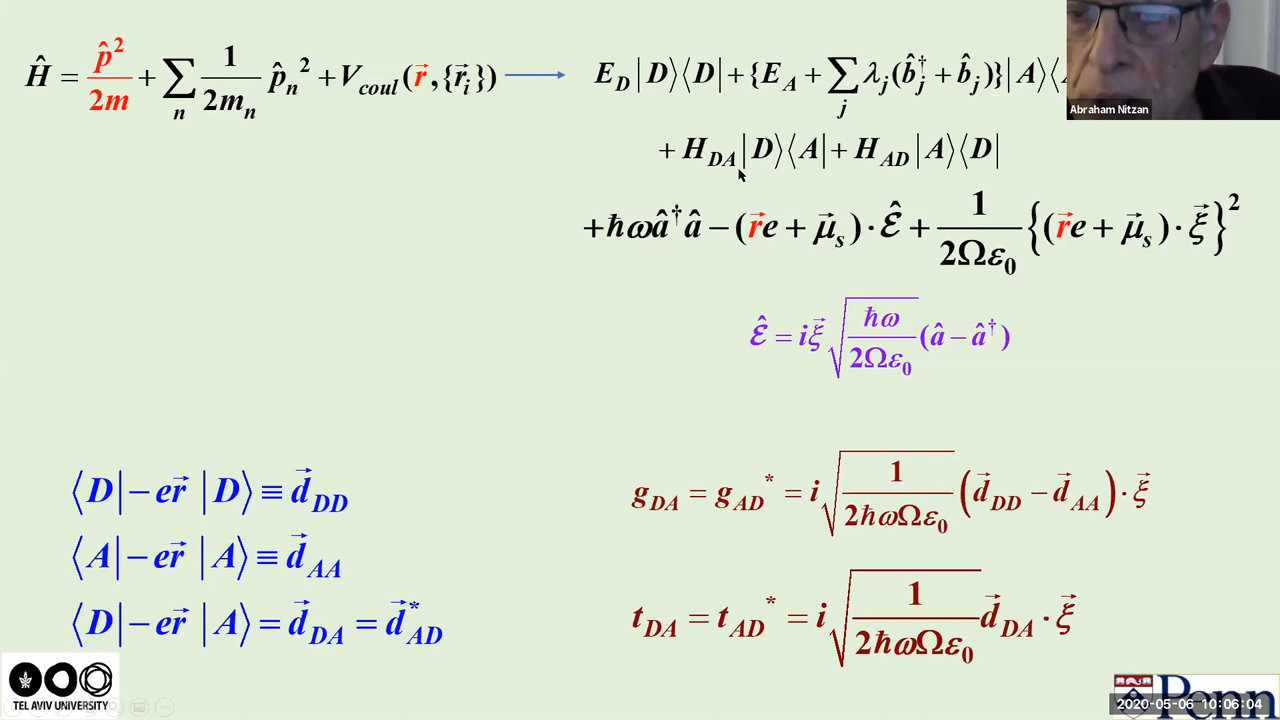 Ĥ = p̂²/2m + Σₙ 1/2mₙ p̂ₙ² + V_coul(r⃗,{r⃗ᵢ}) → E_D|D⟩⟨D| + {E_A + Σⱼ λⱼ(b̂ⱼ† + b̂ⱼ)}|A⟩⟨
Abraham Nitzan
+ H_DA|D⟩⟨A| + H_AD|A⟩⟨D|
+ħωâ†â − (r⃗e + μ⃗ₛ)·ℰ̂ + 1/2Ωε₀ {(r⃗e + μ⃗ₛ)·ξ⃗}²
ℰ̂ = iξ⃗ √(ħω/2Ωε₀) (â − â†)
⟨D|−er⃗ |D⟩ ≡ d⃗_DD
⟨A|−er⃗ |A⟩ ≡ d⃗_AA
⟨D|−er⃗ |A⟩ = d⃗_DA = d⃗*_AD
g_DA = g_AD* = i √(1/2ħωΩε₀) (d⃗_DD − d⃗_AA)·ξ⃗
t_DA = t_AD* = i √(1/2ħωΩε₀) d⃗_DA · ξ⃗
TEL AVIV UNIVERSITY
Penn
2020-05-06 10:06:04